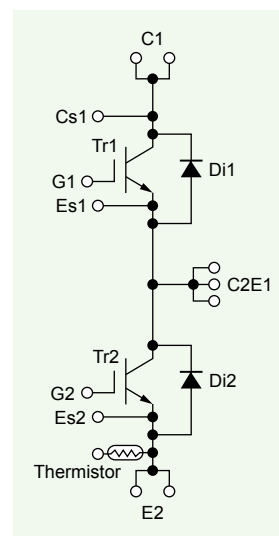 C1
Cs1
Tr1
Di1
G1
Es1
C2E1
Tr2
Di2
G2
Es2
Thermistor
E2